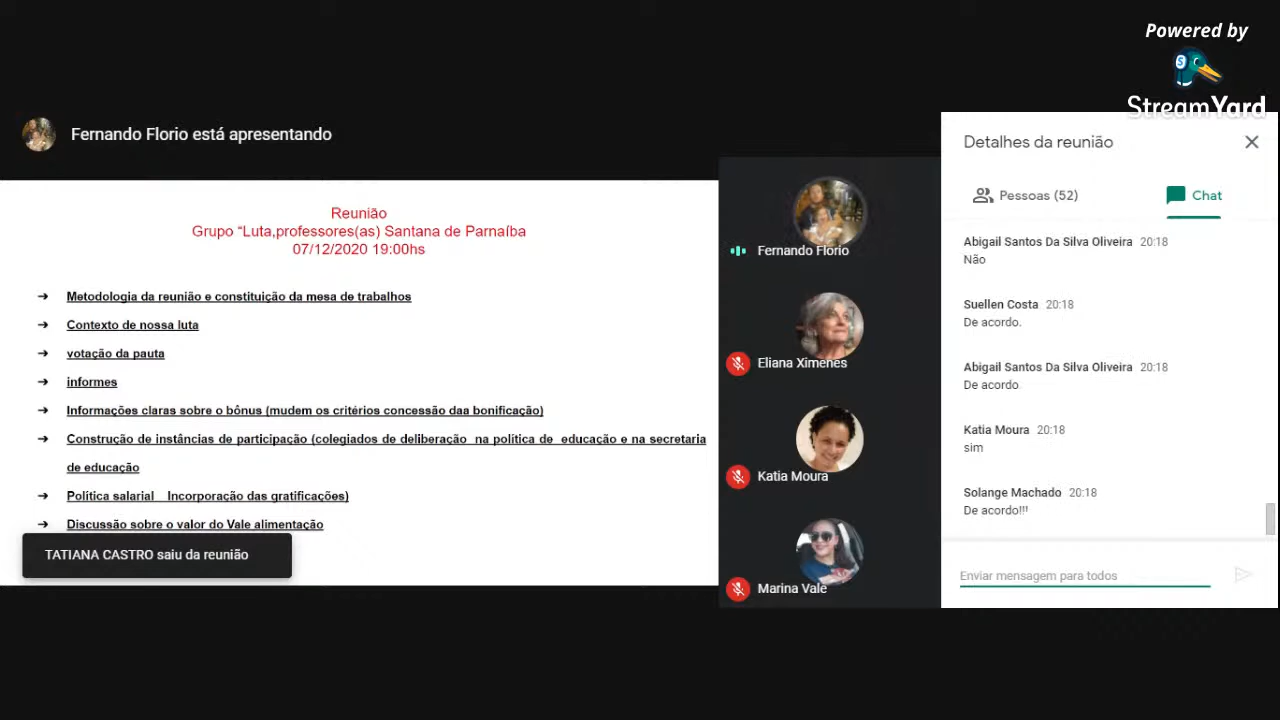 Powered by
StreamYard
Fernando Florio está apresentando
Reunião
Grupo “Luta,professores(as) Santana de Parnaíba
07/12/2020 19:00hs
➔ Metodologia da reunião e constituição da mesa de trabalhos
➔ Contexto de nossa luta
➔ votação da pauta
➔ informes
➔ Informações claras sobre o bônus (mudem os critérios concessão daa bonificação)
➔ Construção de instâncias de participação (colegiados de deliberação na política de educação e na secretaria
de educação
➔ Política salarial _ Incorporação das gratificações)
➔ Discussão sobre o valor do Vale alimentação
TATIANA CASTRO saiu da reunião
Fernando Florio
Eliana Ximenes
Katia Moura
Marina Vale
Detalhes da reunião
Pessoas (52)
Chat
Abigail Santos Da Silva Oliveira 20:18
Não
Suellen Costa 20:18
De acordo.
Abigail Santos Da Silva Oliveira 20:18
De acordo
Katia Moura 20:18
sim
Solange Machado 20:18
De acordo!!!
Enviar mensagem para todos